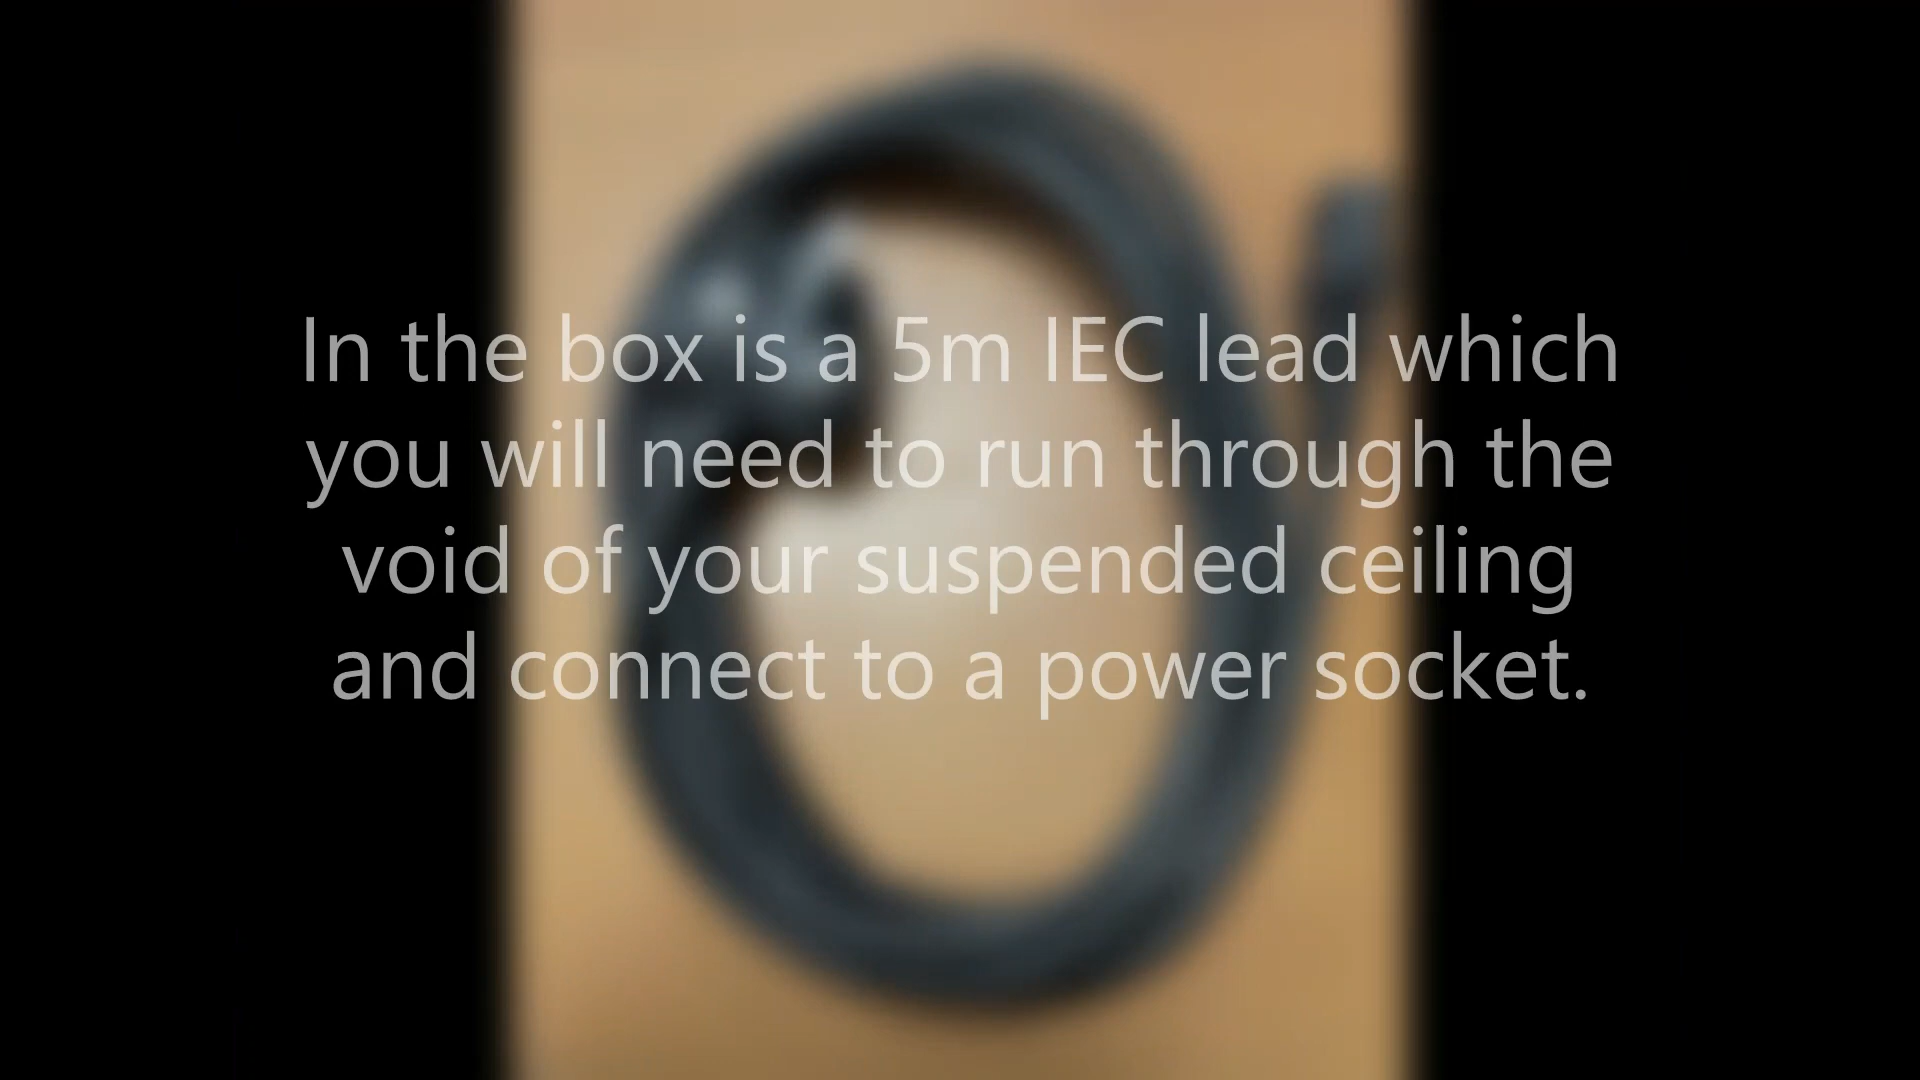 In the box is a 5m IEC lead which
you will need to run through the
void of your suspended ceiling
and connect to a power socket.